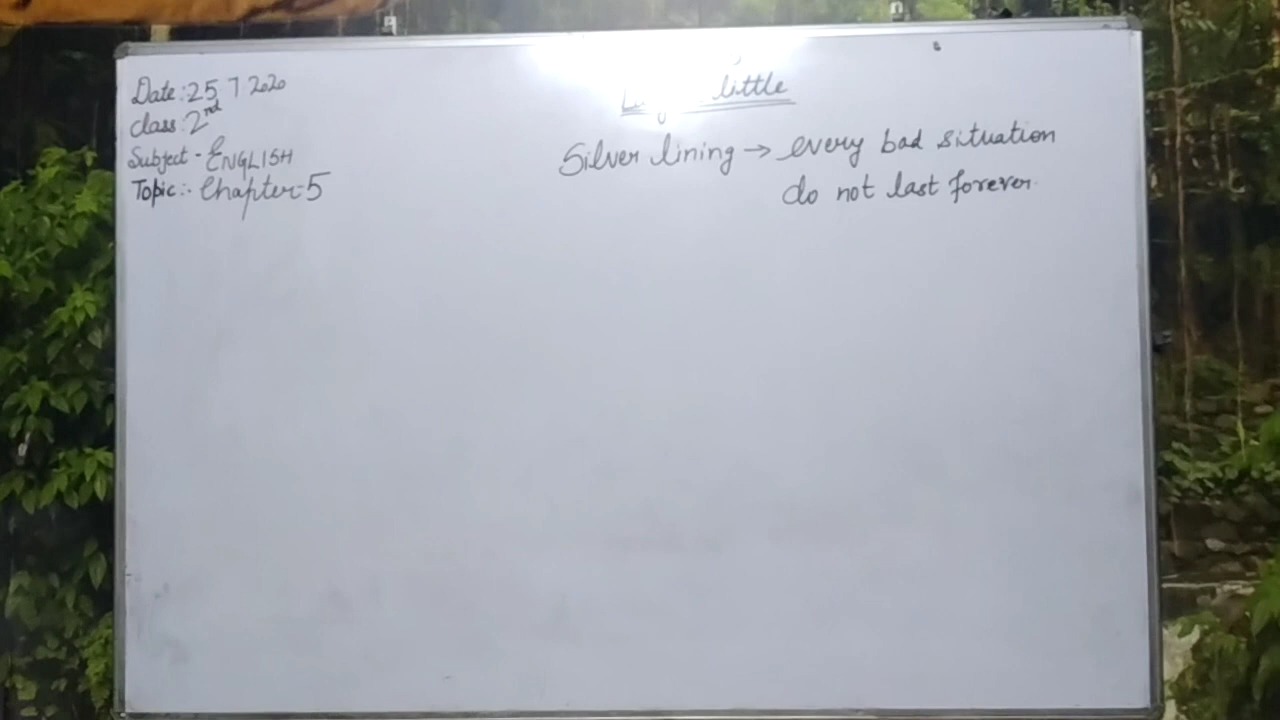 Date : 25 7 2020
Class : 2nd
Subject - ENGLISH
Topic :- Chapter-5
little
Silver lining → every bad situation
do not last forever.